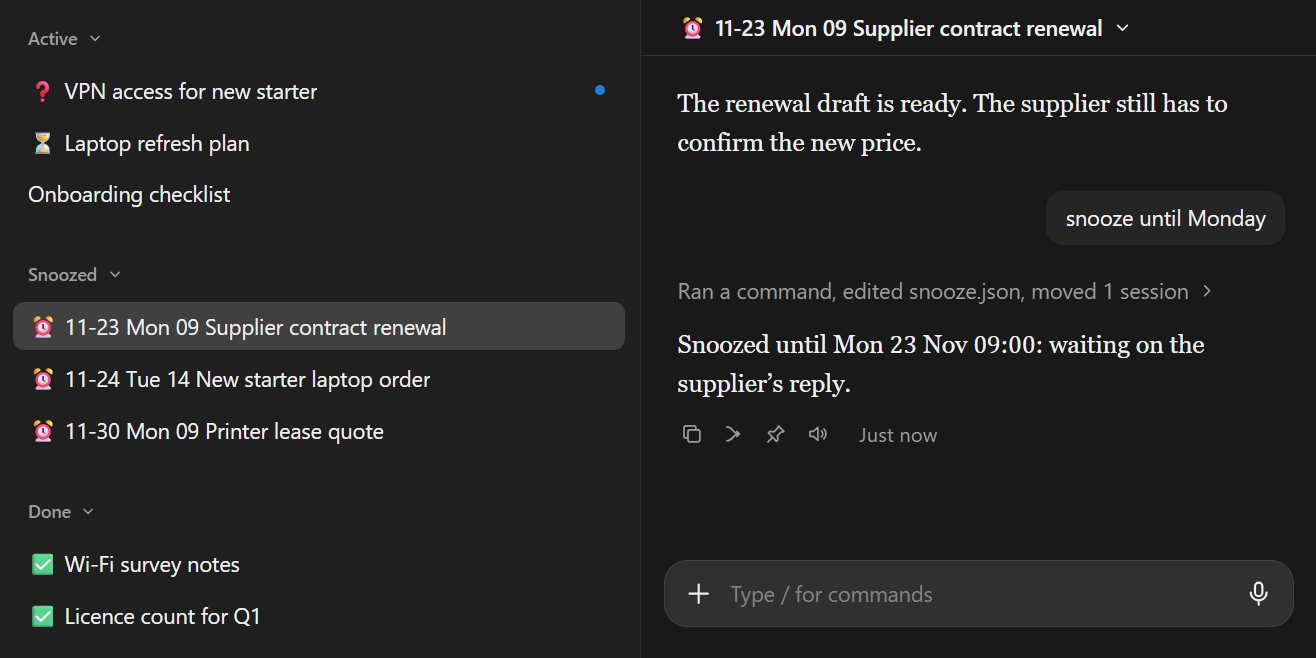 Active
❓ VPN access for new starter
⏳ Laptop refresh plan
Onboarding checklist
Snoozed
⏰ 11-23 Mon 09 Supplier contract renewal
⏰ 11-24 Tue 14 New starter laptop order
⏰ 11-30 Mon 09 Printer lease quote
Done
✅ Wi-Fi survey notes
✅ Licence count for Q1
⏰ 11-23 Mon 09 Supplier contract renewal
The renewal draft is ready. The supplier still has to
confirm the new price.
snooze until Monday
Ran a command, edited snooze.json, moved 1 session
Snoozed until Mon 23 Nov 09:00: waiting on the
supplier’s reply.
Just now
Type / for commands